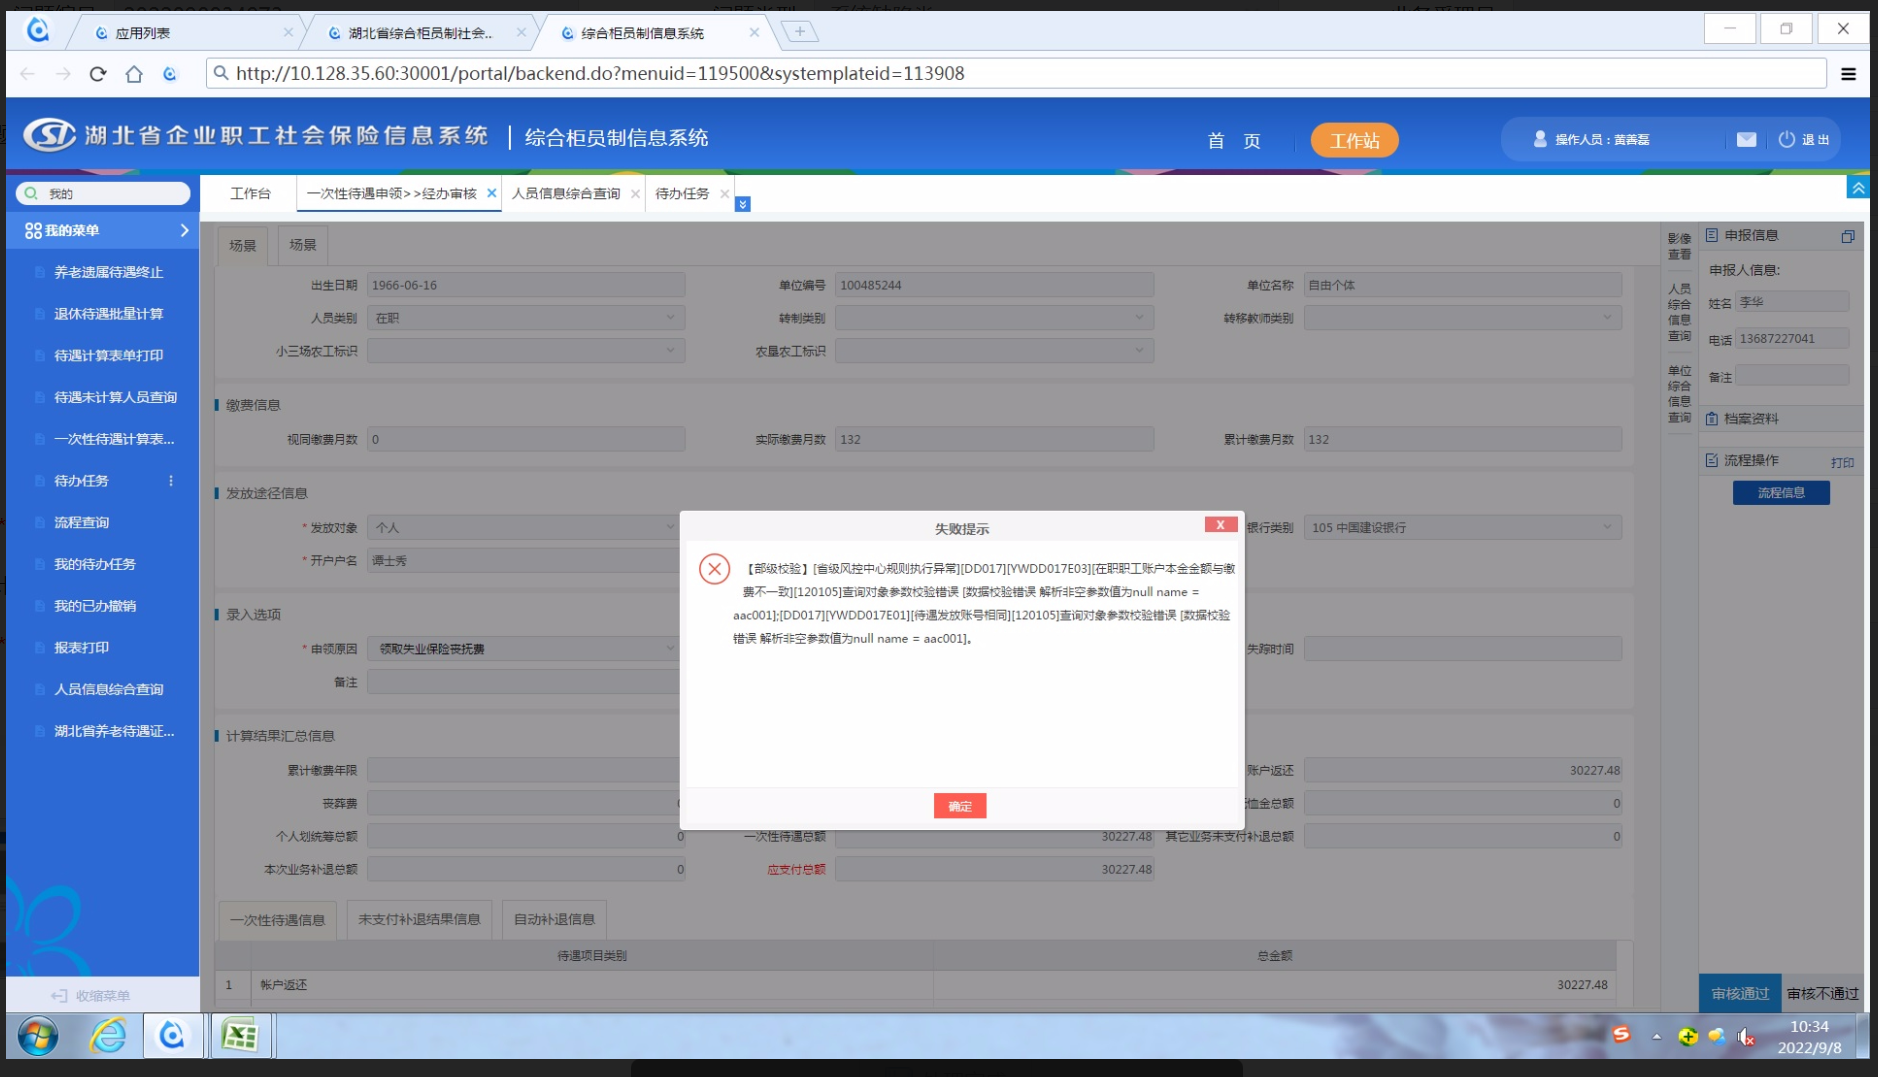 应用列表
湖北省综合柜员制社会..
综合柜员制信息系统
http://10.128.35.60:30001/portal/backend.do?menuid=119500&systemplateid=113908
湖北省企业职工社会保险信息系统
综合柜员制信息系统
首 页
工作站
操作人员：黄善磊
退出
我的
工作台
一次性待遇申领>>经办审核
人员信息综合查询
待办任务
我的菜单
养老遗属待遇终止
退休待遇批量计算
待遇计算表单打印
待遇未计算人员查询
一次性待遇计算表...
待办任务
流程查询
我的待办任务
我的已办撤销
报表打印
人员信息综合查询
湖北省养老待遇证...
收缩菜单
场景
场景
出生日期 1966-06-16
单位编号 100485244
单位名称 自由个体
人员类别 在职
转制类别
转移教师类别
小三场农工标识
农垦农工标识
缴费信息
视同缴费月数 0
实际缴费月数 132
累计缴费月数 132
发放途径信息
* 发放对象 个人
银行类别 105 中国建设银行
* 开户户名 谭士秀
录入选项
* 申领原因 领取失业保险丧抚费
失踪时间
备注
计算结果汇总信息
累计缴费年限
账户返还 30227.48
丧葬费
恤金总额 0
个人划统筹总额 0
一次性待遇总额 30227.48
其它业务未支付补退总额 0
本次业务补退总额 0
应支付总额 30227.48
一次性待遇信息
未支付补退结果信息
自动补退信息
待遇项目类别
总金额
1 帐户返还 30227.48
失败提示
X
【部级校验】[省级风控中心规则执行异常][DD017][YWDD017E03][在职职工账户本金金额与缴
费不一致][120105]查询对象参数校验错误 [数据校验错误 解析非空参数值为null name =
aac001];[DD017][YWDD017E01][待遇发放账号相同][120105]查询对象参数校验错误 [数据校验
错误 解析非空参数值为null name = aac001]。
确定
影像
查看
人员
综合
信息
查询
单位
综合
信息
查询
申报信息
申报人信息:
姓名 李华
电话 13687227041
备注
档案资料
流程操作
打印
流程信息
审核通过
审核不通过
10:34
2022/9/8